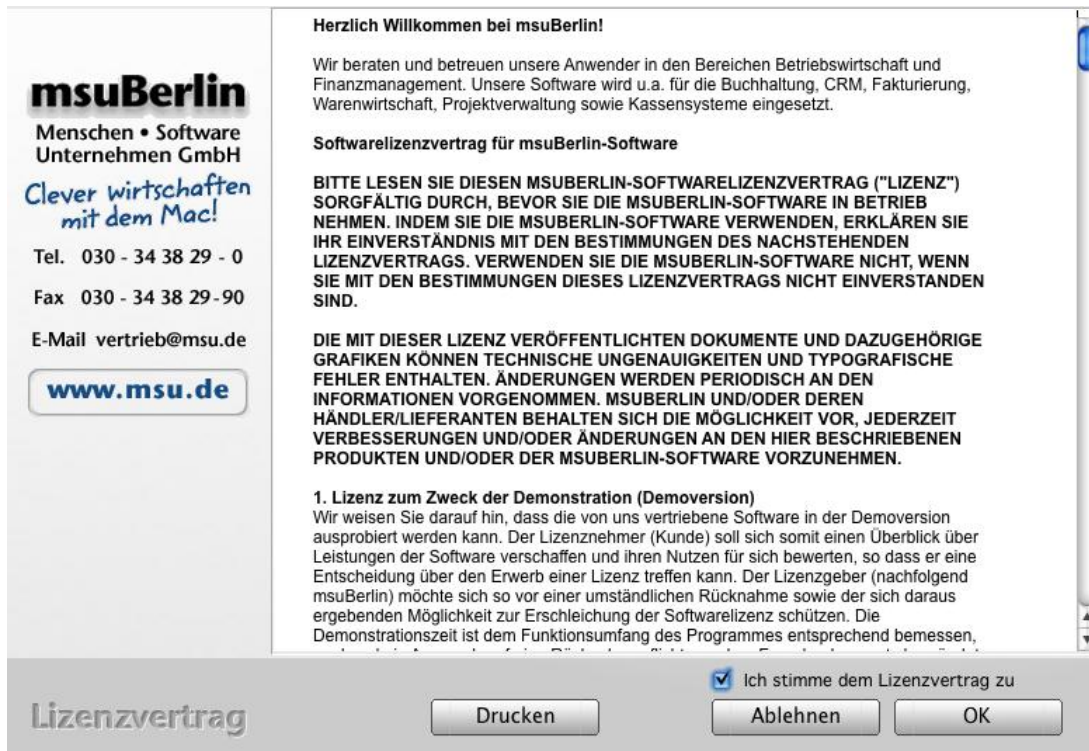 msuBerlin
Menschen • Software
Unternehmen GmbH
Clever wirtschaften
mit dem Mac!
Tel. 030 - 34 38 29 - 0
Fax 030 - 34 38 29-90
E-Mail vertrieb@msu.de
www.msu.de
Herzlich Willkommen bei msuBerlin!
Wir beraten und betreuen unsere Anwender in den Bereichen Betriebswirtschaft und
Finanzmanagement. Unsere Software wird u.a. für die Buchhaltung, CRM, Fakturierung,
Warenwirtschaft, Projektverwaltung sowie Kassensysteme eingesetzt.
Softwarelizenzvertrag für msuBerlin-Software
BITTE LESEN SIE DIESEN MSUBERLIN-SOFTWARELIZENZVERTRAG ("LIZENZ")
SORGFÄLTIG DURCH, BEVOR SIE DIE MSUBERLIN-SOFTWARE IN BETRIEB
NEHMEN. INDEM SIE DIE MSUBERLIN-SOFTWARE VERWENDEN, ERKLÄREN SIE
IHR EINVERSTÄNDNIS MIT DEN BESTIMMUNGEN DES NACHSTEHENDEN
LIZENZVERTRAGS. VERWENDEN SIE DIE MSUBERLIN-SOFTWARE NICHT, WENN
SIE MIT DEN BESTIMMUNGEN DIESES LIZENZVERTRAGS NICHT EINVERSTANDEN
SIND.
DIE MIT DIESER LIZENZ VERÖFFENTLICHTEN DOKUMENTE UND DAZUGEHÖRIGE
GRAFIKEN KÖNNEN TECHNISCHE UNGENAUIGKEITEN UND TYPOGRAFISCHE
FEHLER ENTHALTEN. ÄNDERUNGEN WERDEN PERIODISCH AN DEN
INFORMATIONEN VORGENOMMEN. MSUBERLIN UND/ODER DEREN
HÄNDLER/LIEFERANTEN BEHALTEN SICH DIE MÖGLICHKEIT VOR, JEDERZEIT
VERBESSERUNGEN UND/ODER ÄNDERUNGEN AN DEN HIER BESCHRIEBENEN
PRODUKTEN UND/ODER DER MSUBERLIN-SOFTWARE VORZUNEHMEN.
1. Lizenz zum Zweck der Demonstration (Demoversion)
Wir weisen Sie darauf hin, dass die von uns vertriebene Software in der Demoversion
ausprobiert werden kann. Der Lizenznehmer (Kunde) soll sich somit einen Überblick über
Leistungen der Software verschaffen und ihren Nutzen für sich bewerten, so dass er eine
Entscheidung über den Erwerb einer Lizenz treffen kann. Der Lizenzgeber (nachfolgend
msuBerlin) möchte sich so vor einer umständlichen Rücknahme sowie der sich daraus
ergebenden Möglichkeit zur Erschleichung der Softwarelizenz schützen. Die
Demonstrationszeit ist dem Funktionsumfang des Programmes entsprechend bemessen,
Ich stimme dem Lizenzvertrag zu
Lizenzvertrag
Drucken
Ablehnen
OK